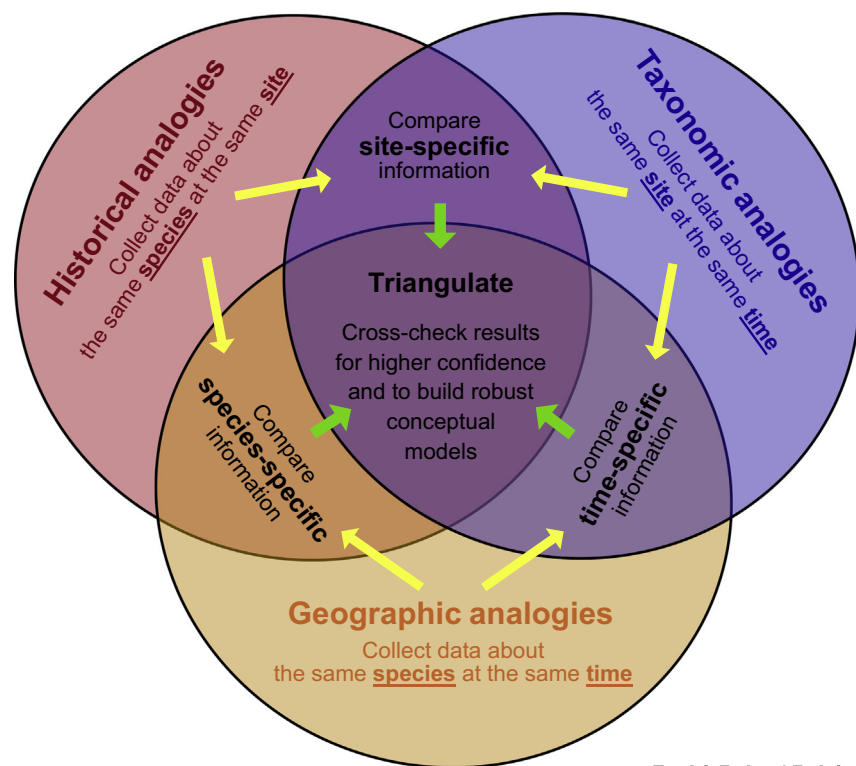 Historical analogies
Collect data about
the same species at the same site
Compare
site-specific
information
Taxonomic analogies
Collect data about
the same site at the same time
Triangulate
Cross-check results
for higher confidence
and to build robust
conceptual
models
Compare
species-specific
information
Compare
time-specific
information
Geographic analogies
Collect data about
the same species at the same time